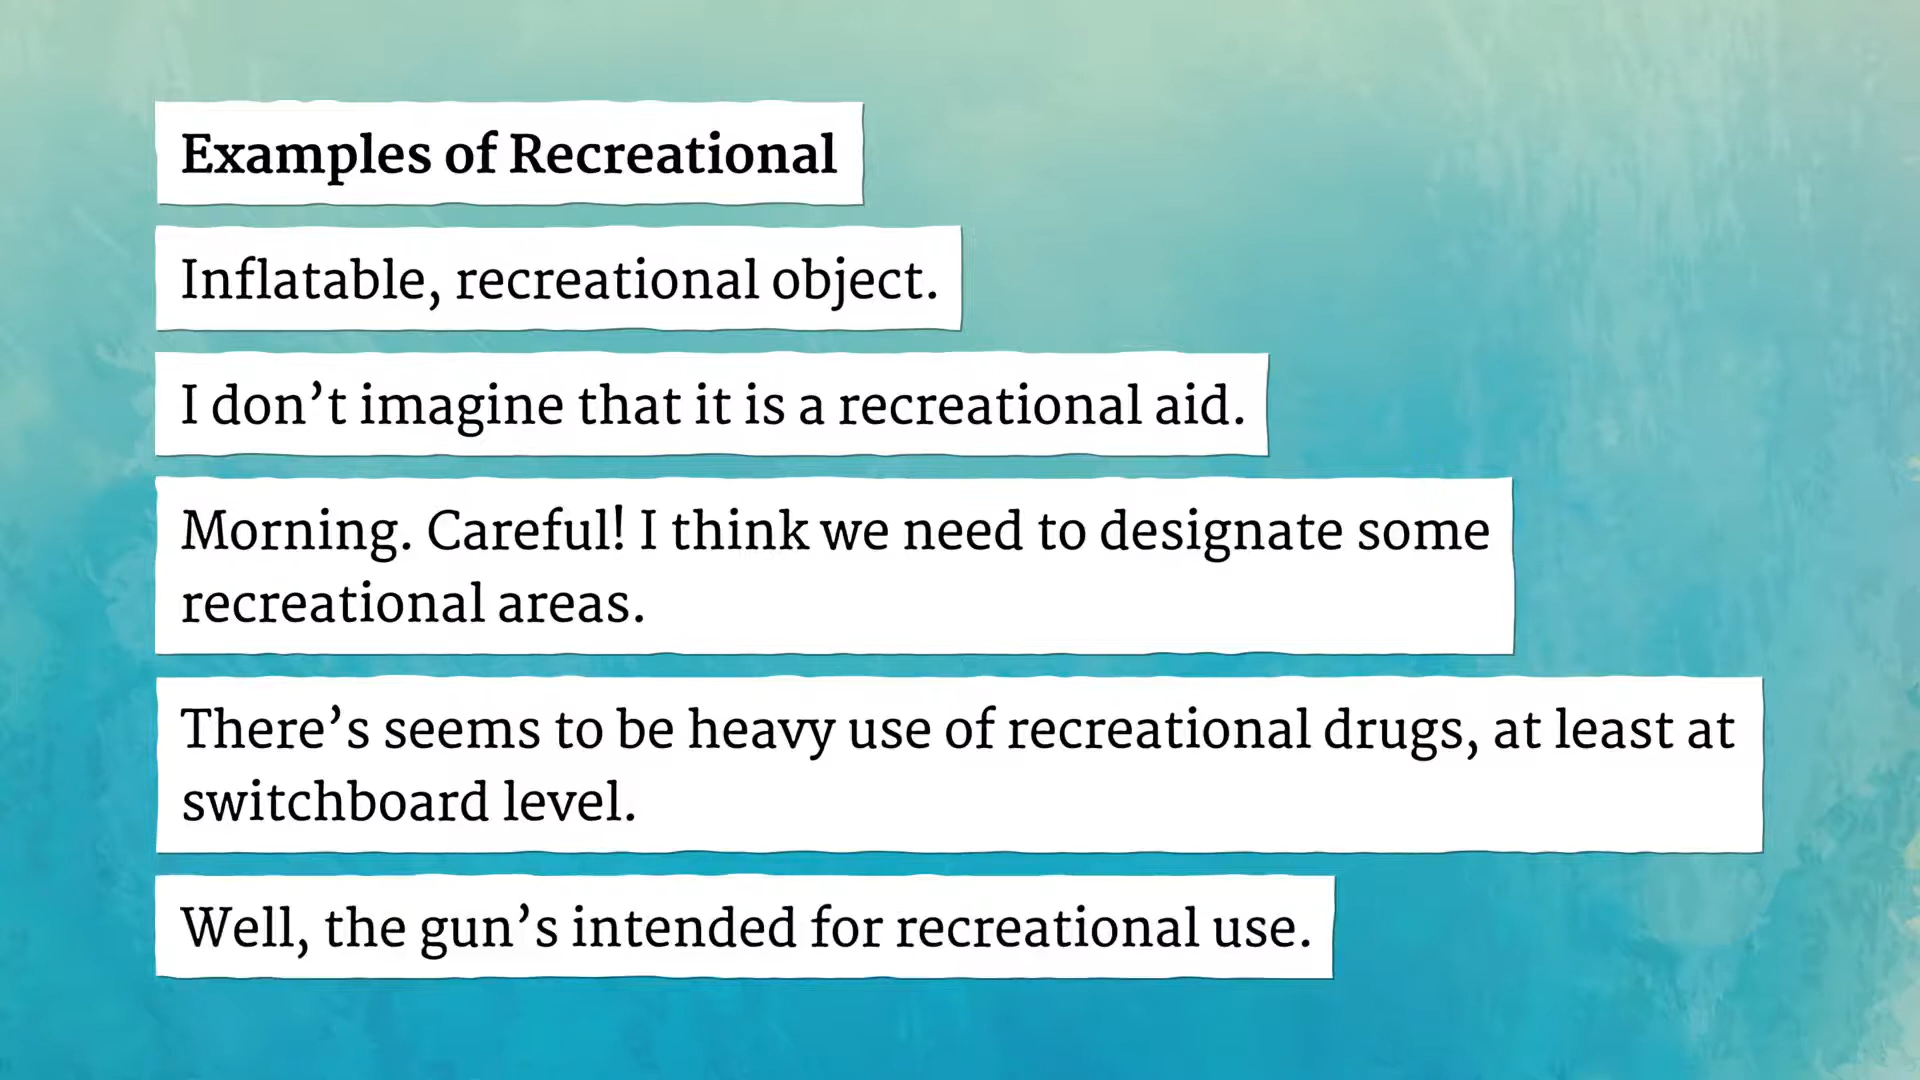 Examples of Recreational
Inflatable, recreational object.
I don’t imagine that it is a recreational aid.
Morning. Careful! I think we need to designate some
recreational areas.
There’s seems to be heavy use of recreational drugs, at least at
switchboard level.
Well, the gun’s intended for recreational use.